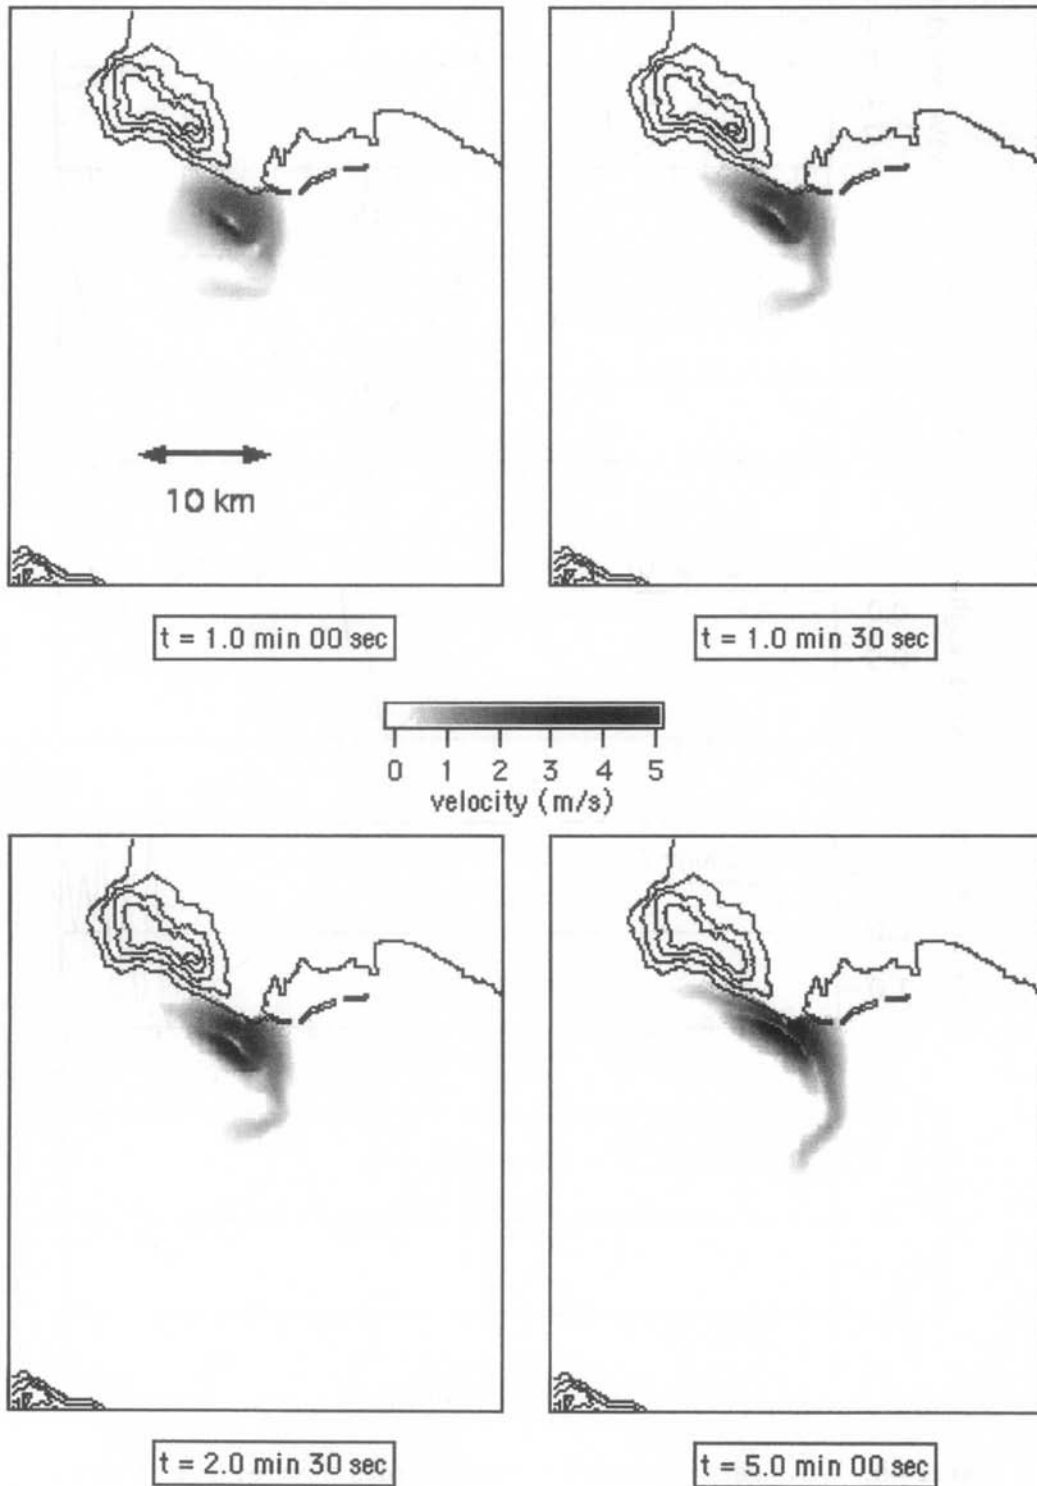 10 km
t = 1.0 min 00 sec
t = 1.0 min 30 sec
0 1 2 3 4 5
velocity (m/s)
t = 2.0 min 30 sec
t = 5.0 min 00 sec